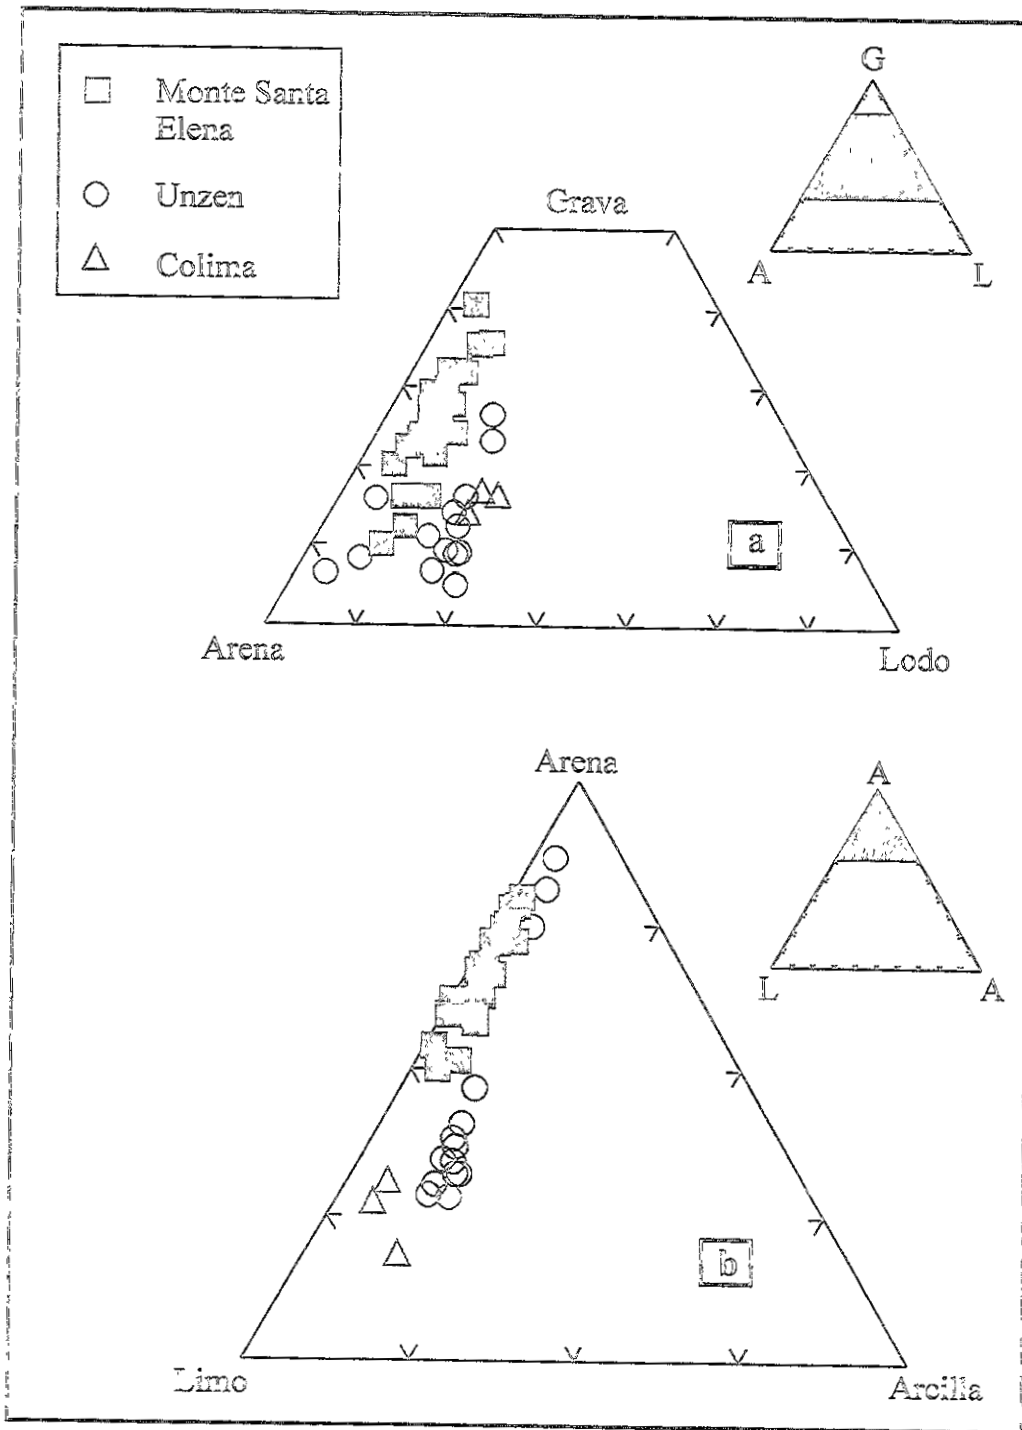 Monte Santa
Elena
Unzen
Colima
G
A
L
Grava
a
Arena
Lodo
Arena
A
L
A
b
Limo
Arcilla